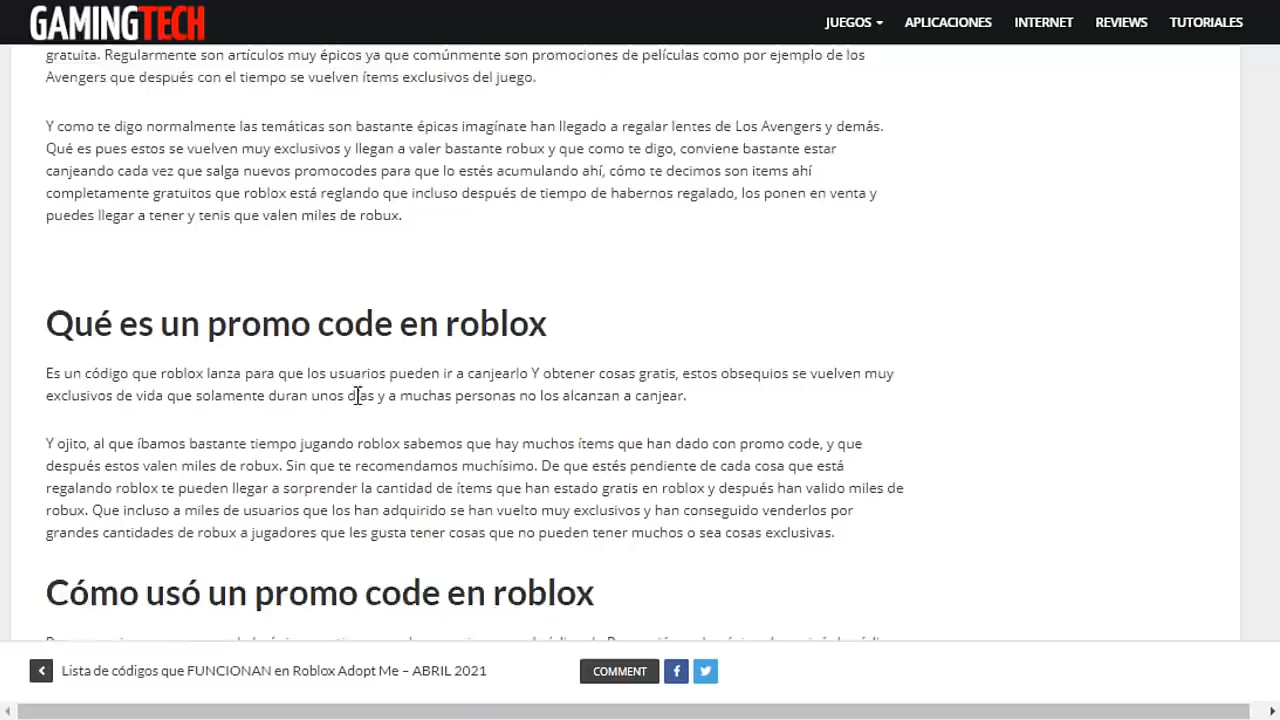 GAMINGTECH
JUEGOS APLICACIONES INTERNET REVIEWS TUTORIALES
gratuita. Regularmente son artículos muy épicos ya que comúnmente son promociones de películas como por ejemplo de los
Avengers que después con el tiempo se vuelven ítems exclusivos del juego.
Y como te digo normalmente las temáticas son bastante épicas imagínate han llegado a regalar lentes de Los Avengers y demás.
Qué es pues estos se vuelven muy exclusivos y llegan a valer bastante robux y que como te digo, conviene bastante estar
canjeando cada vez que salga nuevos promocodes para que lo estés acumulando ahí, cómo te decimos son items ahí
completamente gratuitos que roblox está reglando que incluso después de tiempo de habernos regalado, los ponen en venta y
puedes llegar a tener y tenis que valen miles de robux.
Qué es un promo code en roblox
Es un código que roblox lanza para que los usuarios pueden ir a canjearlo Y obtener cosas gratis, estos obsequios se vuelven muy
exclusivos de vida que solamente duran unos días y a muchas personas no los alcanzan a canjear.
Y ojito, al que íbamos bastante tiempo jugando roblox sabemos que hay muchos ítems que han dado con promo code, y que
después estos valen miles de robux. Sin que te recomendamos muchísimo. De que estés pendiente de cada cosa que está
regalando roblox te pueden llegar a sorprender la cantidad de ítems que han estado gratis en roblox y después han valido miles de
robux. Que incluso a miles de usuarios que los han adquirido se han vuelto muy exclusivos y han conseguido venderlos por
grandes cantidades de robux a jugadores que les gusta tener cosas que no pueden tener muchos o sea cosas exclusivas.
Cómo usó un promo code en roblox
Lista de códigos que FUNCIONAN en Roblox Adopt Me – ABRIL 2021
COMMENT